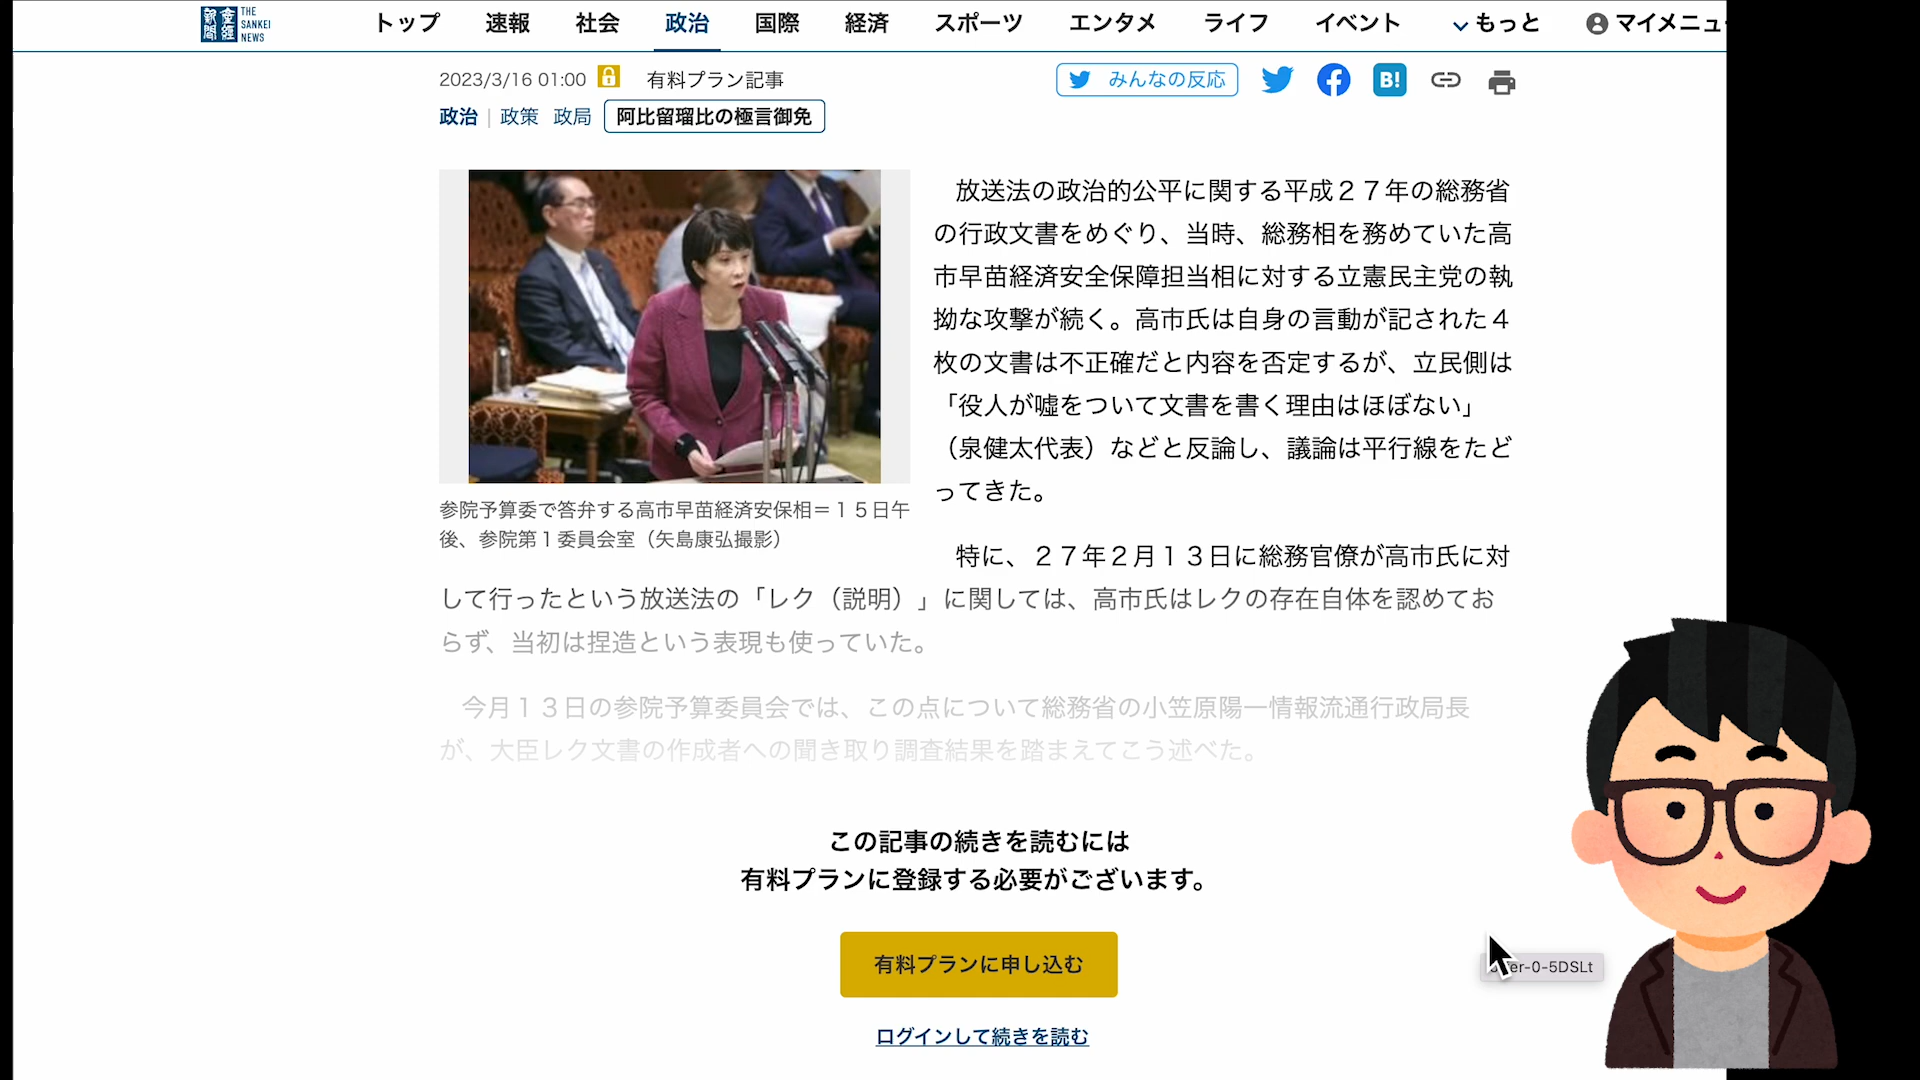 産経新聞
THE
SANKEI
NEWS
トップ 速報 社会 政治 国際 経済 スポーツ エンタメ ライフ イベント もっと マイメニュ
2023/3/16 01:00 有料プラン記事
みんなの反応 B!
政治 | 政策 政局 阿比留瑠比の極言御免
放送法の政治的公平に関する平成２７年の総務省
の行政文書をめぐり、当時、総務相を務めていた高
市早苗経済安全保障担当相に対する立憲民主党の執
拗な攻撃が続く。高市氏は自身の言動が記された４
枚の文書は不正確だと内容を否定するが、立民側は
「役人が嘘をついて文書を書く理由はほぼない」
（泉健太代表）などと反論し、議論は平行線をたど
ってきた。
参院予算委で答弁する高市早苗経済安保相＝１５日午
後、参院第１委員会室（矢島康弘撮影）
特に、２７年２月１３日に総務官僚が高市氏に対
して行ったという放送法の「レク（説明）」に関しては、高市氏はレクの存在自体を認めてお
らず、当初は捏造という表現も使っていた。
今月１３日の参院予算委員会では、この点について総務省の小笠原陽一情報流通行政局長
が、大臣レク文書の作成者への聞き取り調査結果を踏まえてこう述べた。
この記事の続きを読むには
有料プランに登録する必要がございます。
有料プランに申し込む
er-0-5DSLt
ログインして続きを読む